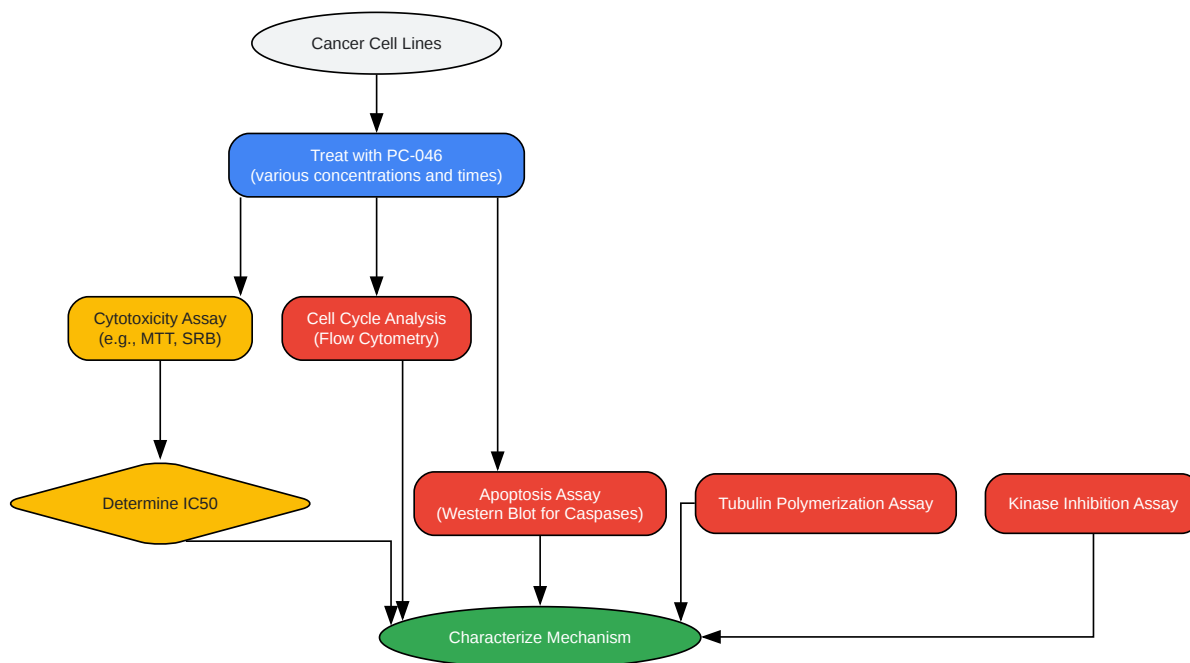 Cancer Cell Lines
Treat with PC-046
(various concentrations and times)
Cytotoxicity Assay
(e.g., MTT, SRB)
Cell Cycle Analysis
(Flow Cytometry)
Determine IC50
Apoptosis Assay
(Western Blot for Caspases)
Tubulin Polymerization Assay
Kinase Inhibition Assay
Characterize Mechanism